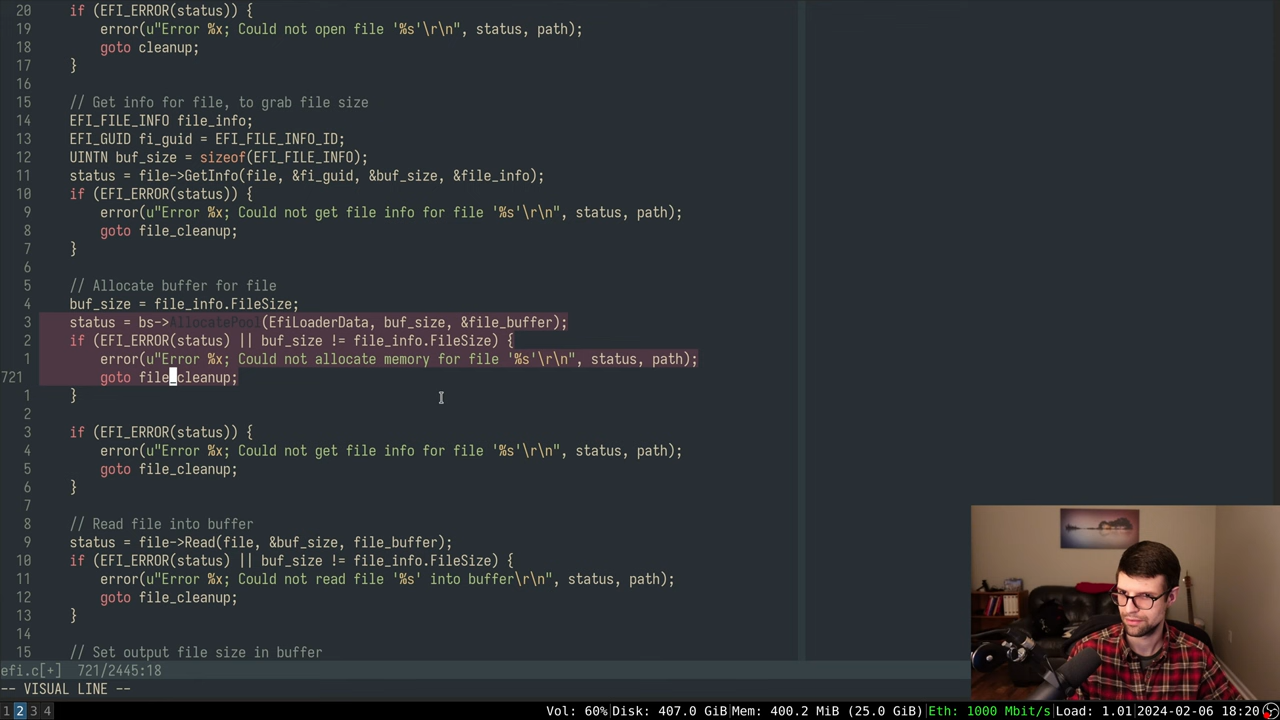 20 if (EFI_ERROR(status)) {
19 error(u"Error %x; Could not open file '%s'\r\n", status, path);
18 goto cleanup;
17 }
16
15 // Get info for file, to grab file size
14 EFI_FILE_INFO file_info;
13 EFI_GUID fi_guid = EFI_FILE_INFO_ID;
12 UINTN buf_size = sizeof(EFI_FILE_INFO);
11 status = file->GetInfo(file, &fi_guid, &buf_size, &file_info);
10 if (EFI_ERROR(status)) {
9 error(u"Error %x; Could not get file info for file '%s'\r\n", status, path);
8 goto file_cleanup;
7 }
6
5 // Allocate buffer for file
4 buf_size = file_info.FileSize;
3 status = bs->AllocatePool(EfiLoaderData, buf_size, &file_buffer);
2 if (EFI_ERROR(status) || buf_size != file_info.FileSize) {
1 error(u"Error %x; Could not allocate memory for file '%s'\r\n", status, path);
721 goto file_cleanup;
1 }
2
3 if (EFI_ERROR(status)) {
4 error(u"Error %x; Could not get file info for file '%s'\r\n", status, path);
5 goto file_cleanup;
6 }
7
8 // Read file into buffer
9 status = file->Read(file, &buf_size, file_buffer);
10 if (EFI_ERROR(status) || buf_size != file_info.FileSize) {
11 error(u"Error %x; Could not read file '%s' into buffer\r\n", status, path);
12 goto file_cleanup;
13 }
14
15 // Set output file size in buffer
efi.c[+] 721/2445:18
-- VISUAL LINE --
1 2 3 4 Vol: 60% Disk: 407.0 GiB Mem: 400.2 MiB (25.0 GiB) Eth: 1000 Mbit/s Load: 1.01 2024-02-06 18:20